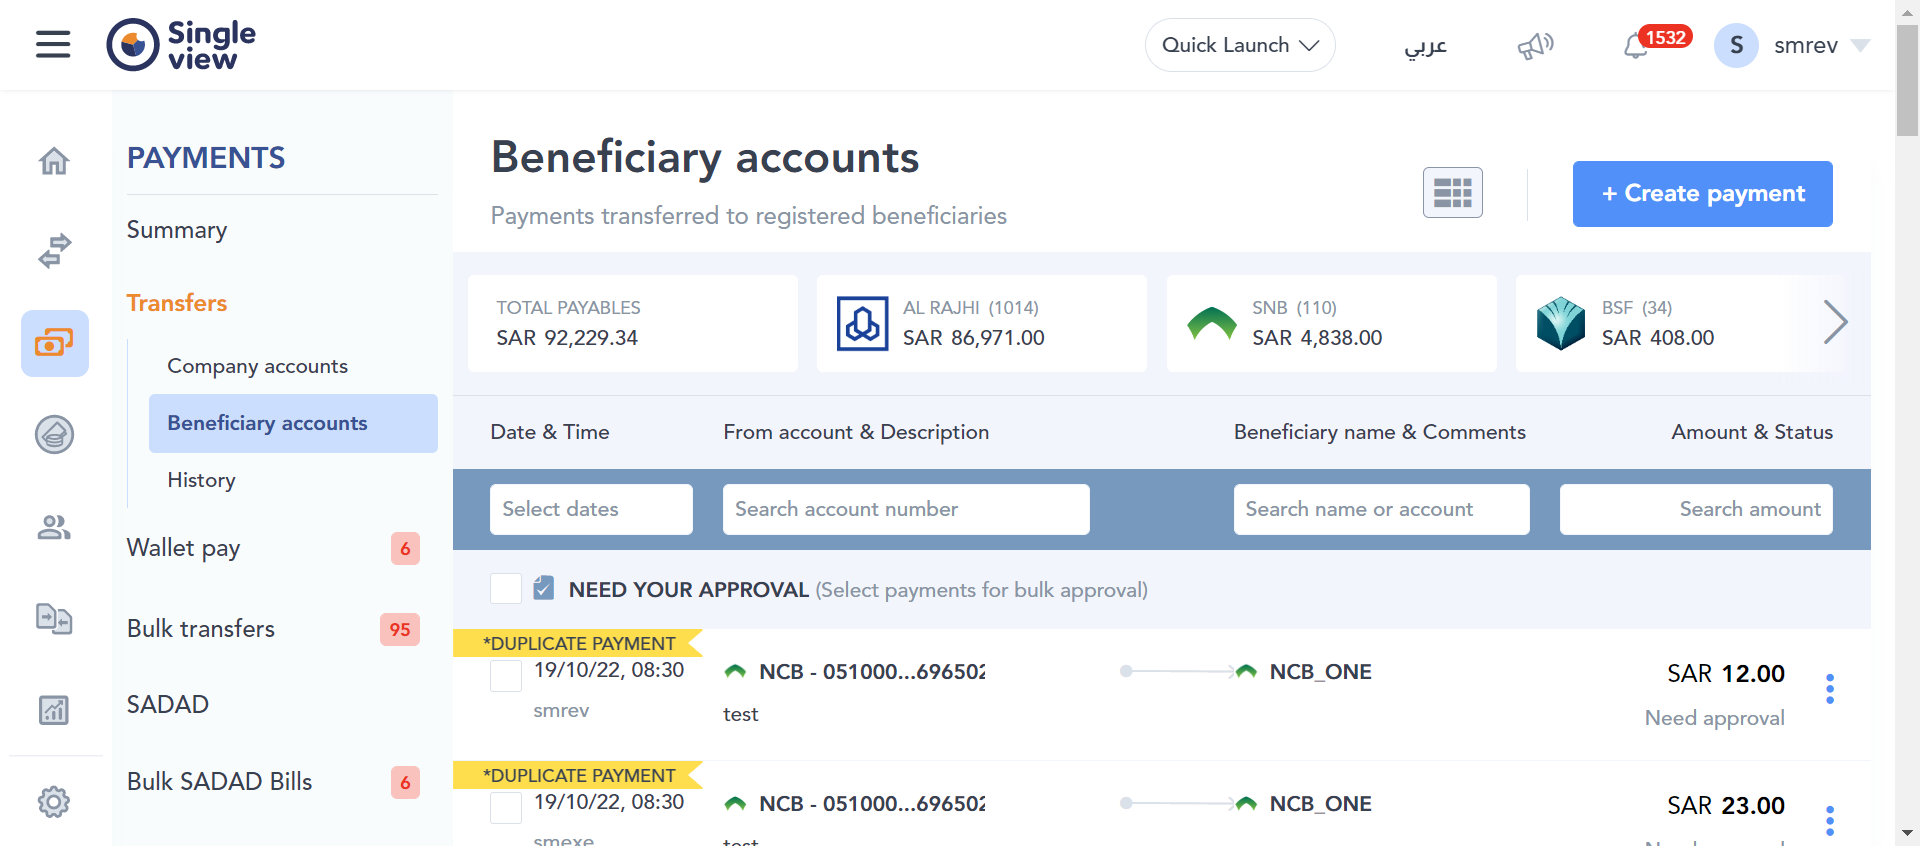 Single
view
Quick Launch
عربي
1532
S
smrev
PAYMENTS
Summary
Transfers
Company accounts
Beneficiary accounts
History
Wallet pay
6
Bulk transfers
95
SADAD
Bulk SADAD Bills
6
Beneficiary accounts
Payments transferred to registered beneficiaries
+ Create payment
TOTAL PAYABLES
SAR 92,229.34
AL RAJHI (1014)
SAR 86,971.00
SNB (110)
SAR 4,838.00
BSF (34)
SAR 408.00
Date & Time
From account & Description
Beneficiary name & Comments
Amount & Status
Select dates
Search account number
Search name or account
Search amount
NEED YOUR APPROVAL (Select payments for bulk approval)
*DUPLICATE PAYMENT
19/10/22, 08:30
NCB - 051000...696502
NCB_ONE
SAR 12.00
smrev
test
Need approval
*DUPLICATE PAYMENT
19/10/22, 08:30
NCB - 051000...696502
NCB_ONE
SAR 23.00
smexe
test
Need approval